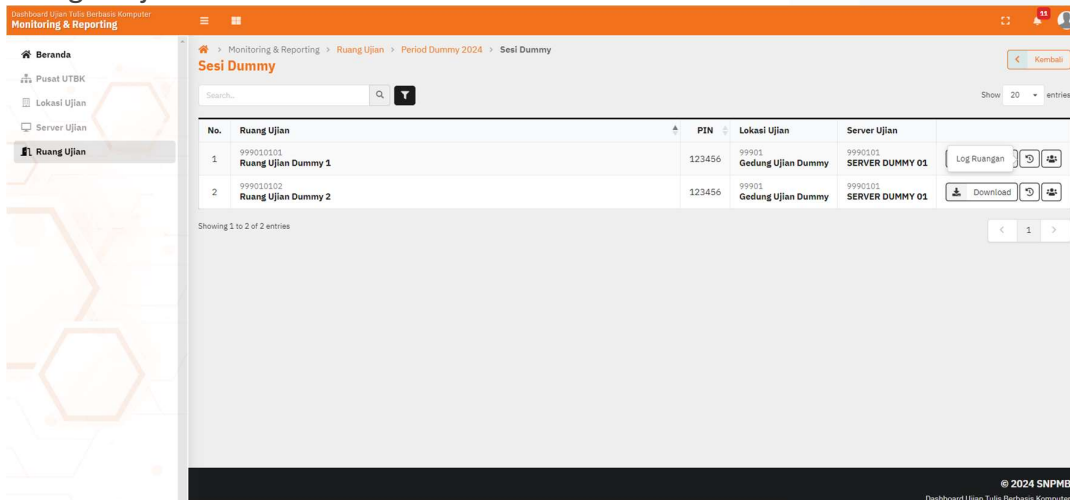 Dashboard Ujian Tulis Berbasis Komputer
Monitoring & Reporting
11
Beranda
Pusat UTBK
Lokasi Ujian
Server Ujian
Ruang Ujian
> Monitoring & Reporting > Ruang Ujian > Period Dummy 2024 > Sesi Dummy
Sesi Dummy
< Kembali
Search...
Show 20 entries
No. Ruang Ujian PIN Lokasi Ujian Server Ujian
1 999010101 Ruang Ujian Dummy 1 123456 99901 Gedung Ujian Dummy 9990101 SERVER DUMMY 01 Log Ruangan
2 999010102 Ruang Ujian Dummy 2 123456 99901 Gedung Ujian Dummy 9990101 SERVER DUMMY 01 Download
Showing 1 to 2 of 2 entries
< 1 >
© 2024 SNPMB
Dashboard Ujian Tulis Berbasis Komputer